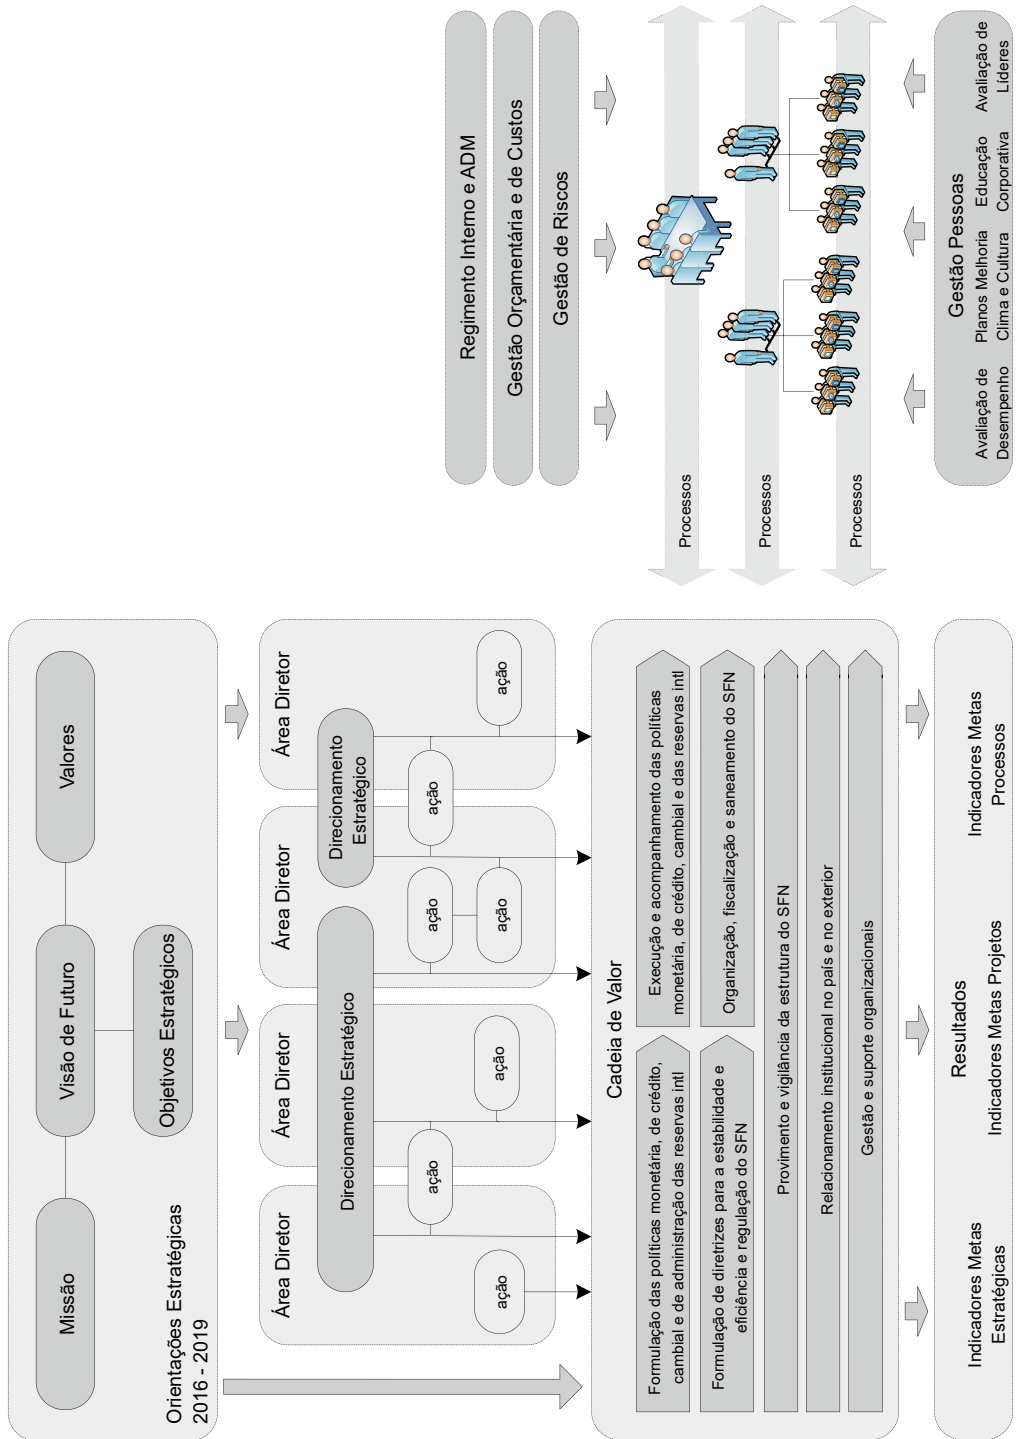 Missão
Visão de Futuro
Valores
Objetivos Estratégicos
Orientações Estratégicas
2016 - 2019
Área Diretor
Área Diretor
Área Diretor
Área Diretor
Direcionamento Estratégico
Direcionamento
Estratégico
ação
ação
ação
ação
ação
ação
ação
Cadeia de Valor
Formulação das políticas monetária, de crédito,
cambial e de administração das reservas intl
Execução e acompanhamento das políticas
monetária, de crédito, cambial e das reservas intl
Formulação de diretrizes para a estabilidade e
eficiência e regulação do SFN
Organização, fiscalização e saneamento do SFN
Provimento e vigilância da estrutura do SFN
Relacionamento institucional no país e no exterior
Gestão e suporte organizacionais
Resultados
Indicadores Metas
Estratégicas
Indicadores Metas Projetos
Indicadores Metas
Processos
Regimento Interno e ADM
Gestão Orçamentária e de Custos
Gestão de Riscos
Processos
Processos
Processos
Gestão Pessoas
Avaliação de
Desempenho
Planos Melhoria
Clima e Cultura
Educação
Corporativa
Avaliação de
Líderes